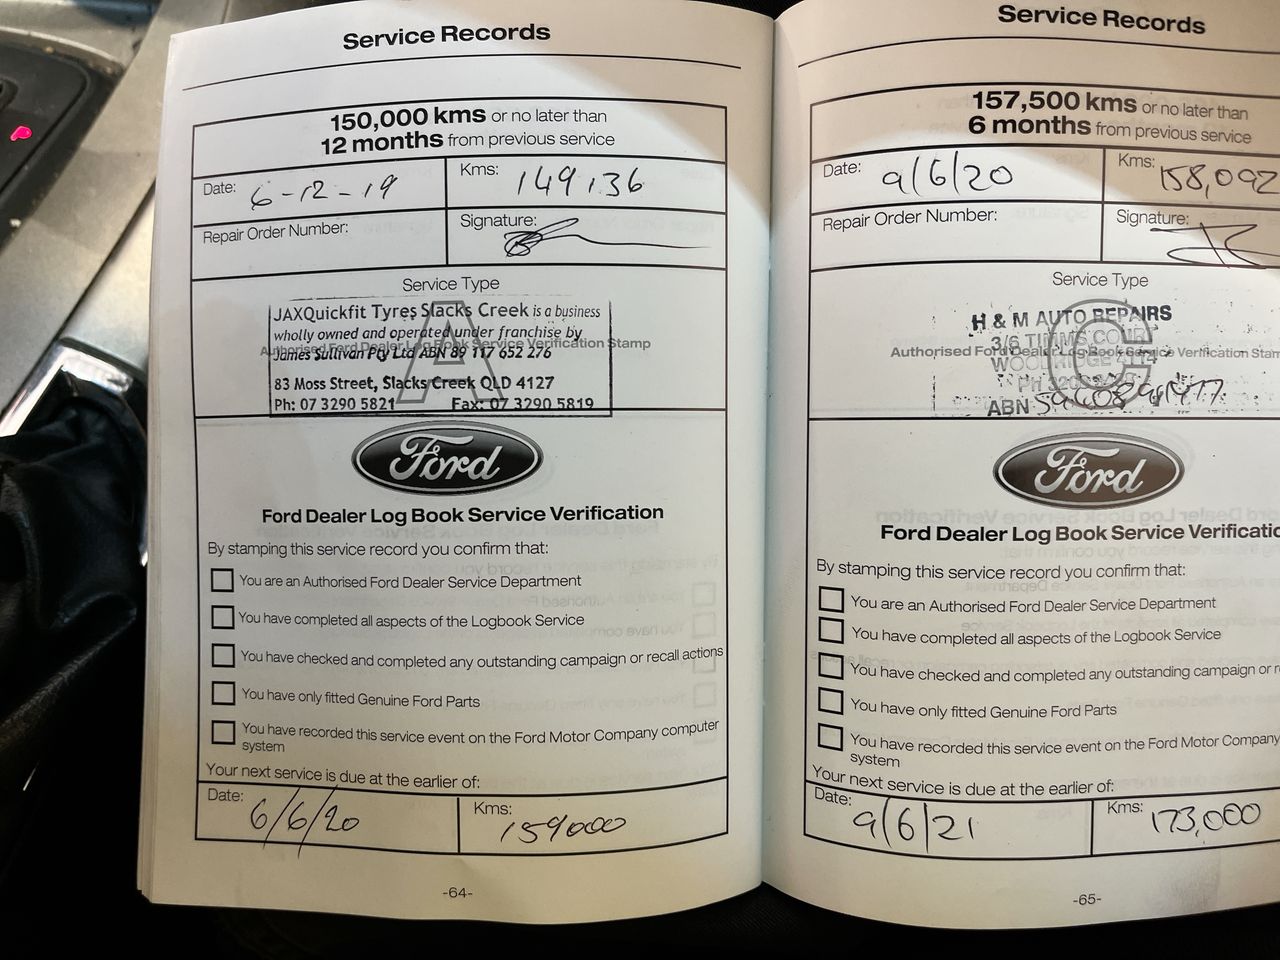 Service Records
150,000 kms or no later than
12 months from previous service
Date: 6-12-19
Kms: 149136
Repair Order Number:
Signature:
Service Type
A
Authorised Ford Dealer Log Book Service Verification Stamp
JAXQuickfit Tyres Slacks Creek is a business
wholly owned and operated under franchise by
James Sullivan Pty Ltd ABN 89 117 652 276
83 Moss Street, Slacks Creek QLD 4127
Ph: 07 3290 5821 Fax: 07 3290 5819
Ford
Ford Dealer Log Book Service Verification
By stamping this service record you confirm that:
You are an Authorised Ford Dealer Service Department
You have completed all aspects of the Logbook Service
You have checked and completed any outstanding campaign or recall actions
You have only fitted Genuine Ford Parts
You have recorded this service event on the Ford Motor Company computer
system
Your next service is due at the earlier of:
Date: 6/6/20
Kms: 159000
-64-
Service Records
157,500 kms or no later than
6 months from previous service
Date: 9/6/20
Kms: 158,092
Repair Order Number:
Signature:
Service Type
C
Authorised Ford Dealer Log Book Service Verification Stam
H & M AUTO REPAIRS
3/6 TIMMS COURT
WOODRIDGE 4114
PH
ABN
Ford
Ford Dealer Log Book Service Verificatio
By stamping this service record you confirm that:
You are an Authorised Ford Dealer Service Department
You have completed all aspects of the Logbook Service
You have checked and completed any outstanding campaign or r
You have only fitted Genuine Ford Parts
You have recorded this service event on the Ford Motor Company
system
Your next service is due at the earlier of:
Date: 9/6/21
Kms: 173,000
-65-
P